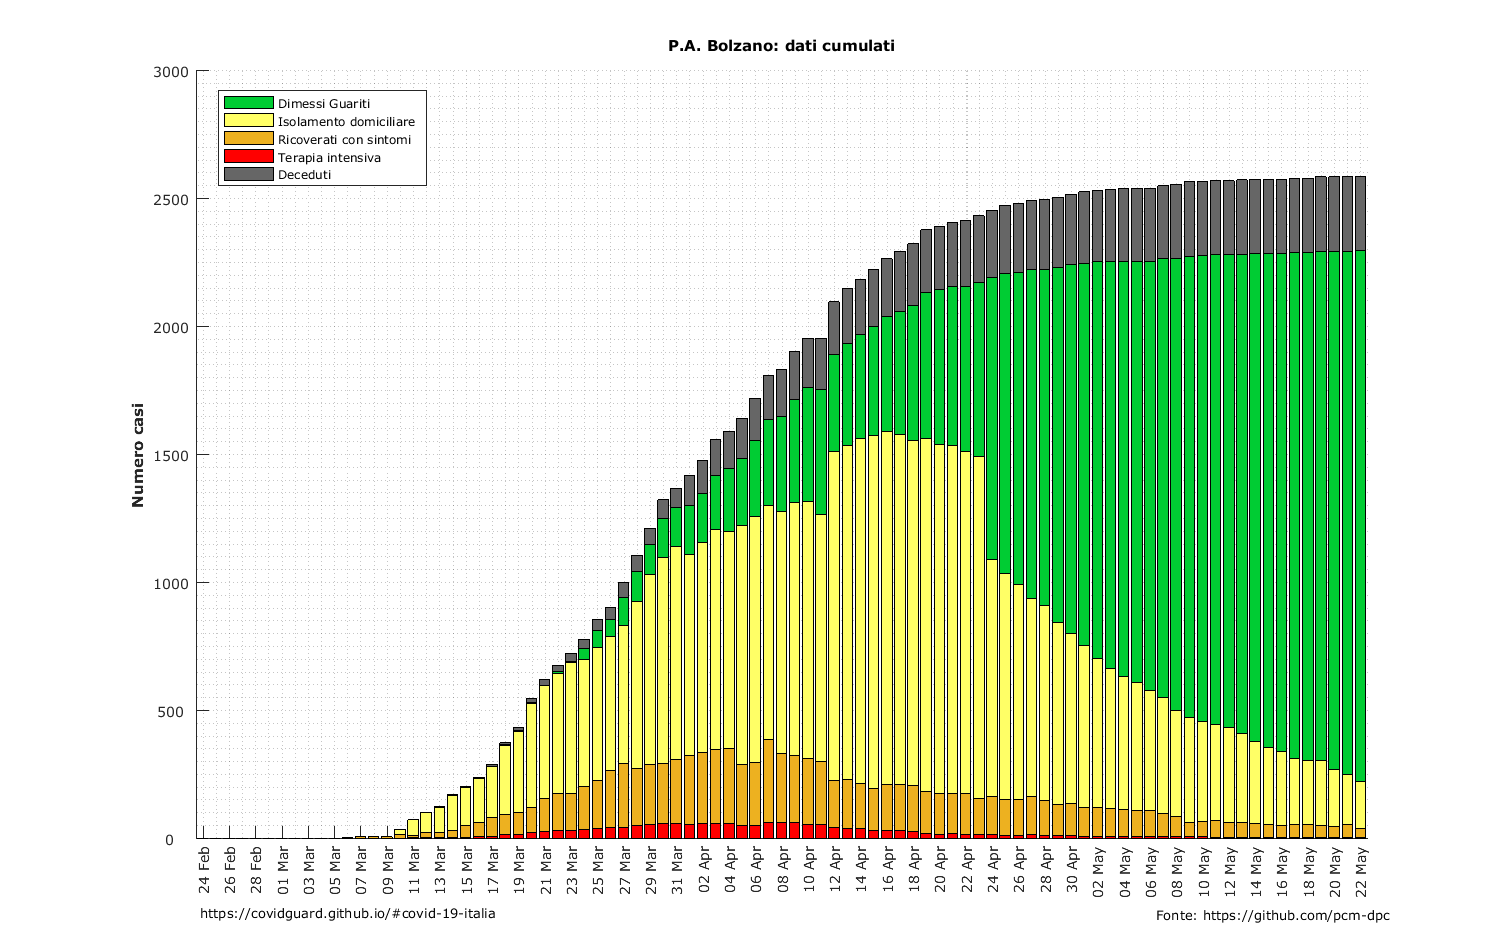 P.A. Bolzano: dati cumulati
3000
2500
2000
1500
1000
500
0
Numero casi
Dimessi Guariti
Isolamento domiciliare
Ricoverati con sintomi
Terapia intensiva
Deceduti
24 Feb
26 Feb
28 Feb
01 Mar
03 Mar
05 Mar
07 Mar
09 Mar
11 Mar
13 Mar
15 Mar
17 Mar
19 Mar
21 Mar
23 Mar
25 Mar
27 Mar
29 Mar
31 Mar
02 Apr
04 Apr
06 Apr
08 Apr
10 Apr
12 Apr
14 Apr
16 Apr
18 Apr
20 Apr
22 Apr
24 Apr
26 Apr
28 Apr
30 Apr
02 May
04 May
06 May
08 May
10 May
12 May
14 May
16 May
18 May
20 May
22 May
https://covidguard.github.io/#covid-19-italia
Fonte: https://github.com/pcm-dpc